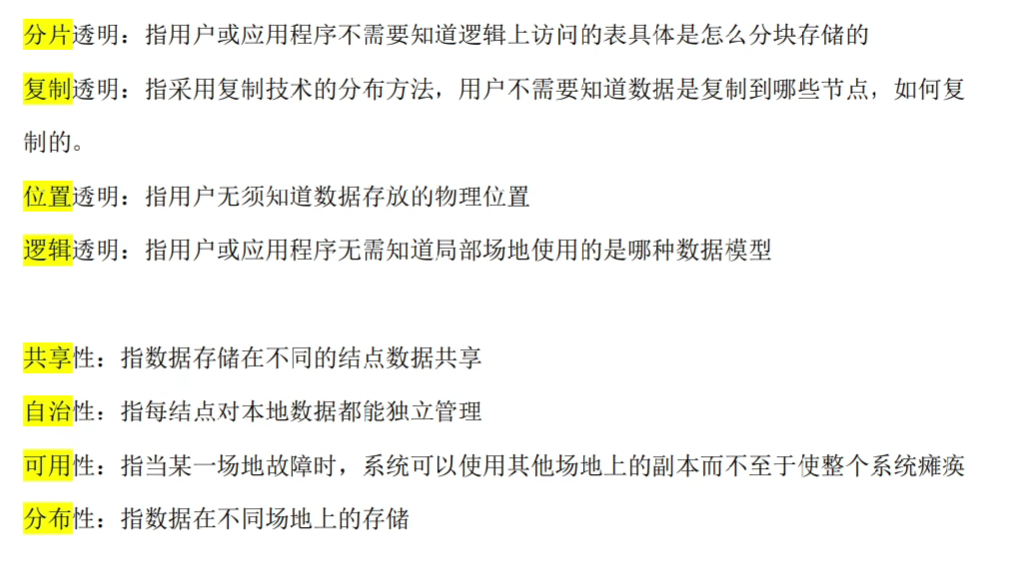 分片透明：指用户或应用程序不需要知道逻辑上访问的表具体是怎么分块存储的
复制透明：指采用复制技术的分布方法，用户不需要知道数据是复制到哪些节点，如何复
制的。
位置透明：指用户无须知道数据存放的物理位置
逻辑透明：指用户或应用程序无需知道局部场地使用的是哪种数据模型
共享性：指数据存储在不同的结点数据共享
自治性：指每结点对本地数据都能独立管理
可用性：指当某一场地故障时，系统可以使用其他场地上的副本而不至于使整个系统瘫痪
分布性：指数据在不同场地上的存储